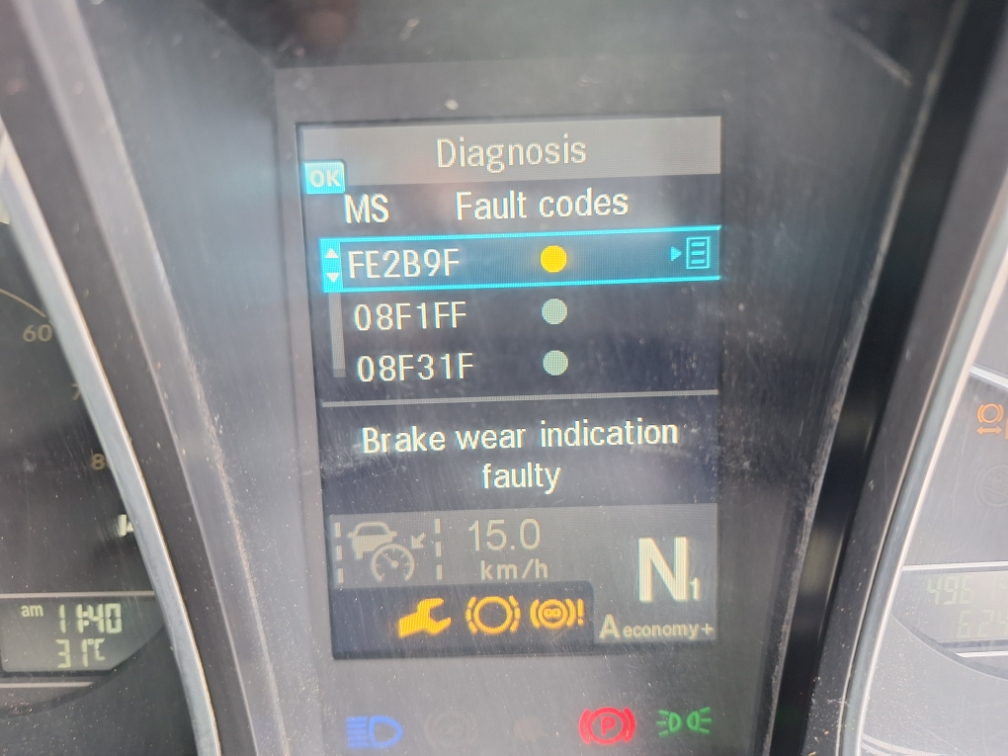 Diagnosis
OK
MS Fault codes
FE2B9F
08F1FF
08F31F
Brake wear indication
faulty
15.0
km/h
N1
A economy+
60
am 11:40
31°C
P